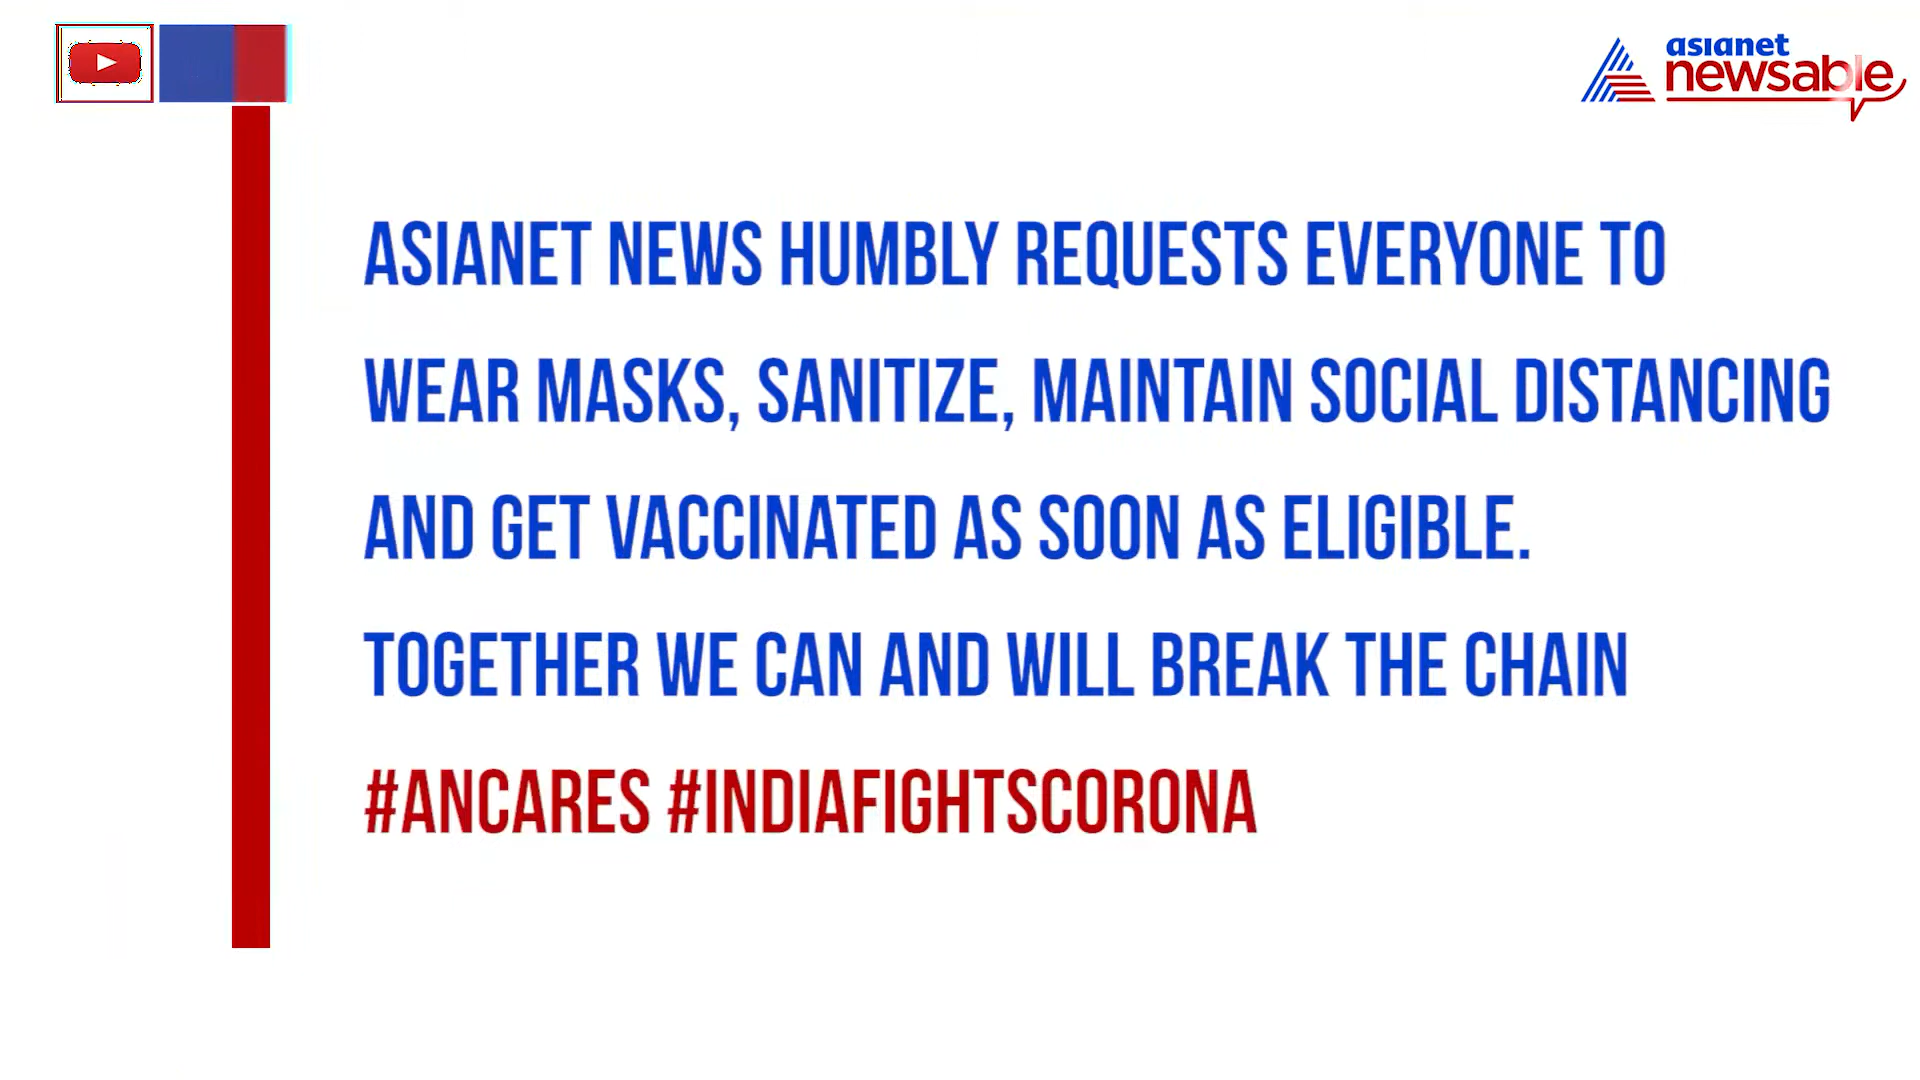 asianet
newsable
ASIANET NEWS HUMBLY REQUESTS EVERYONE TO
WEAR MASKS, SANITIZE, MAINTAIN SOCIAL DISTANCING
AND GET VACCINATED AS SOON AS ELIGIBLE.
TOGETHER WE CAN AND WILL BREAK THE CHAIN
#ANCARES #INDIAFIGHTSCORONA